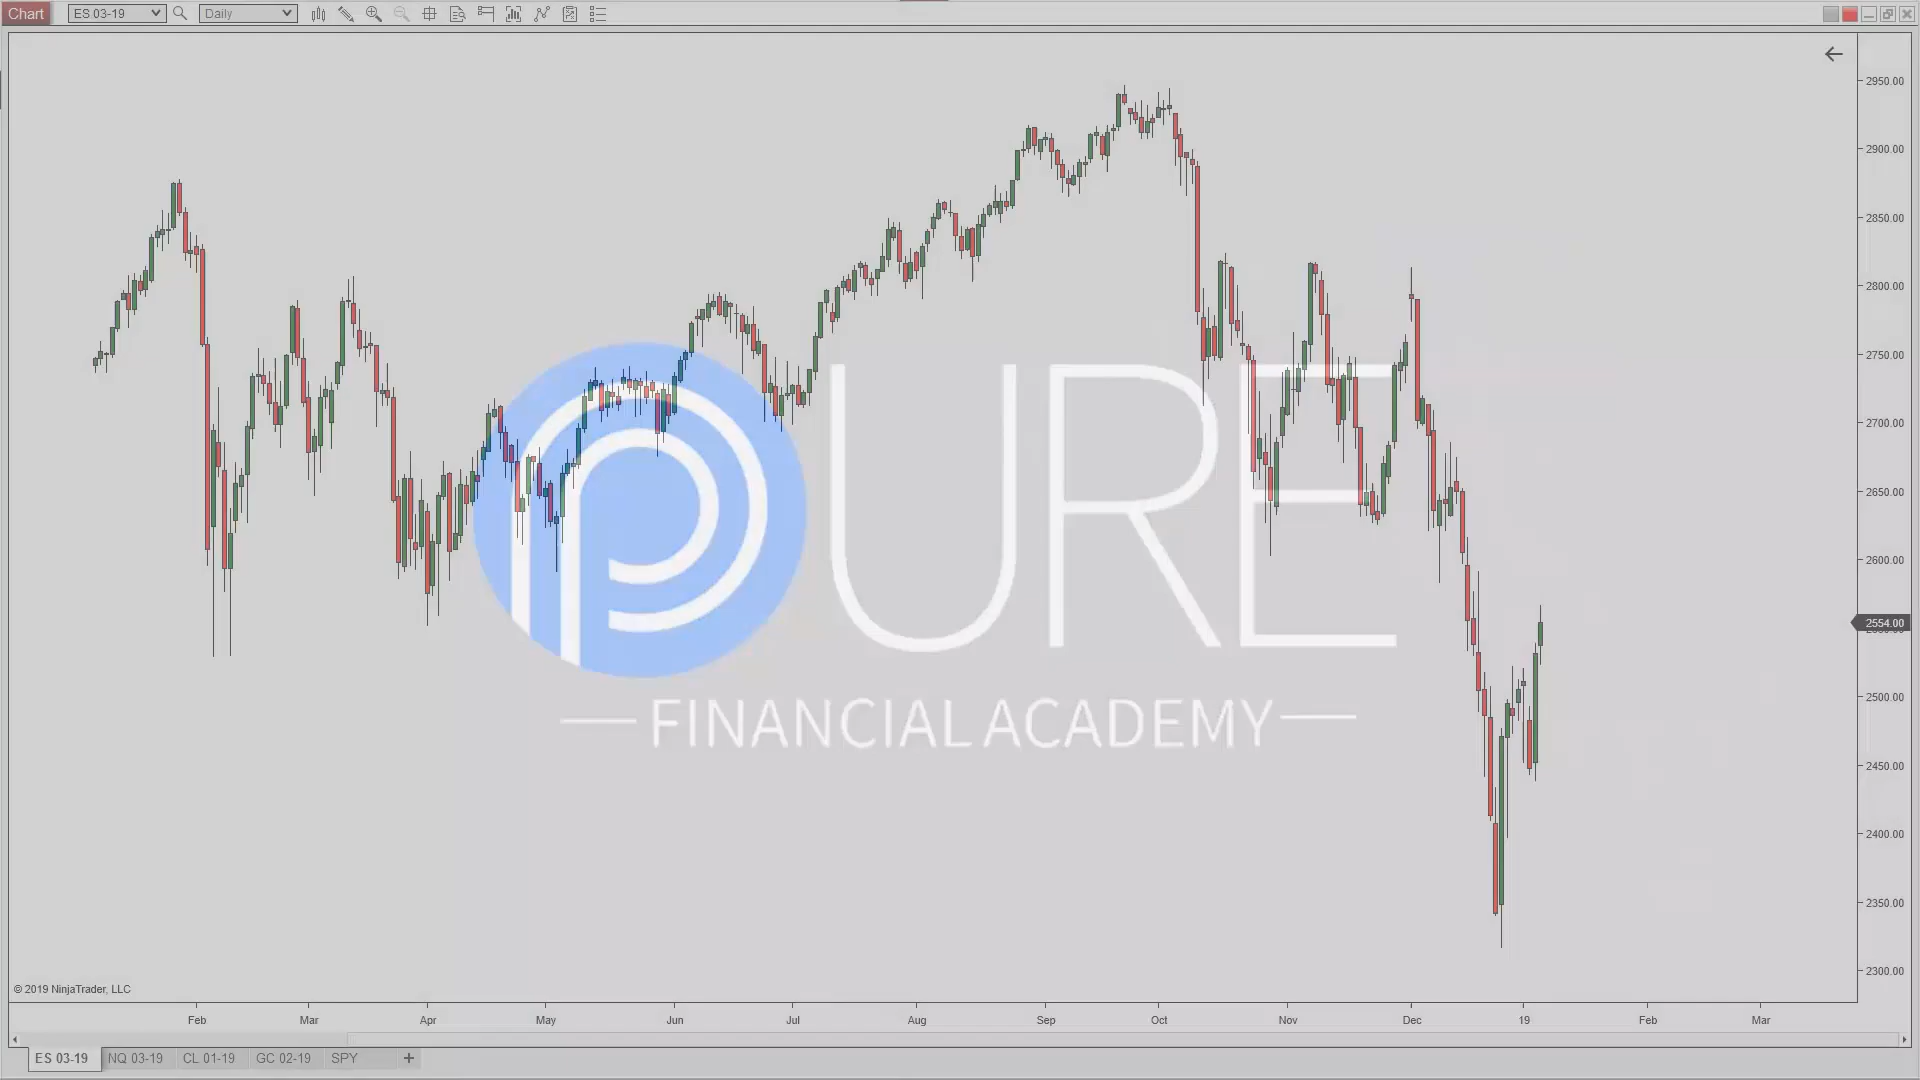 Chart ES 03-19 Daily
2950.00
2900.00
2850.00
2800.00
2750.00
2700.00
2650.00
2600.00
2554.00
2500.00
2450.00
2400.00
2350.00
2300.00
PURE
FINANCIAL ACADEMY
© 2019 NinjaTrader, LLC
Feb Mar Apr May Jun Jul Aug Sep Oct Nov Dec 19 Feb Mar
ES 03-19 NQ 03-19 CL 01-19 GC 02-19 SPY +